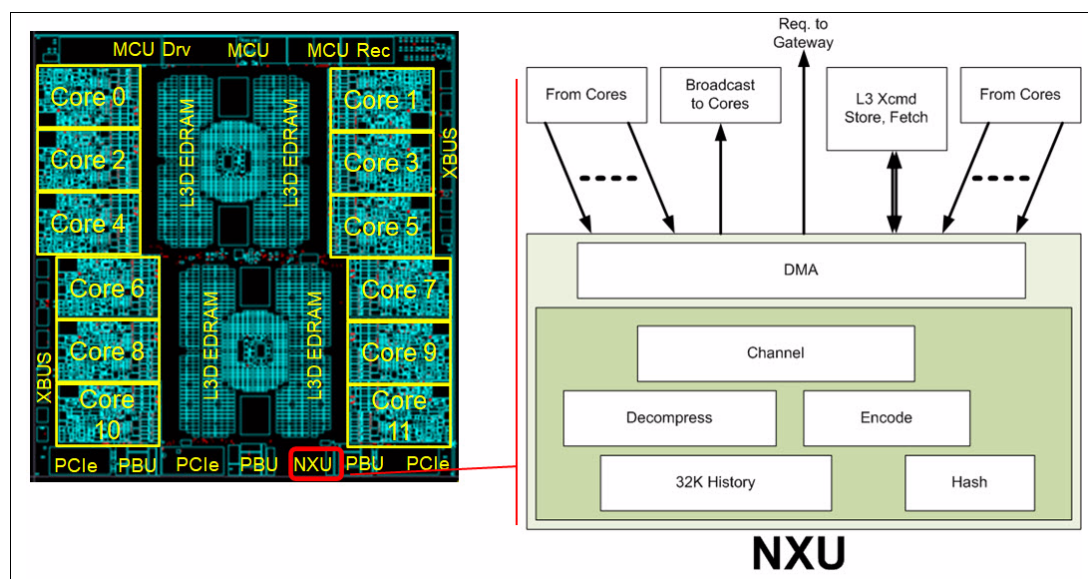 MCU Drv MCU MCU Rec
Core 0
Core 1
Core 2
Core 3
Core 4
Core 5
L3D EDRAM
L3D EDRAM
XBUS
Core 6
Core 7
Core 8
Core 9
Core
10
Core
11
L3D EDRAM
L3D EDRAM
XBUS
PCIe PBU PCIe PBU NXU PBU PCIe
Req. to
Gateway
From Cores
Broadcast
to Cores
L3 Xcmd
Store, Fetch
From Cores
DMA
Channel
Decompress
Encode
32K History
Hash
NXU